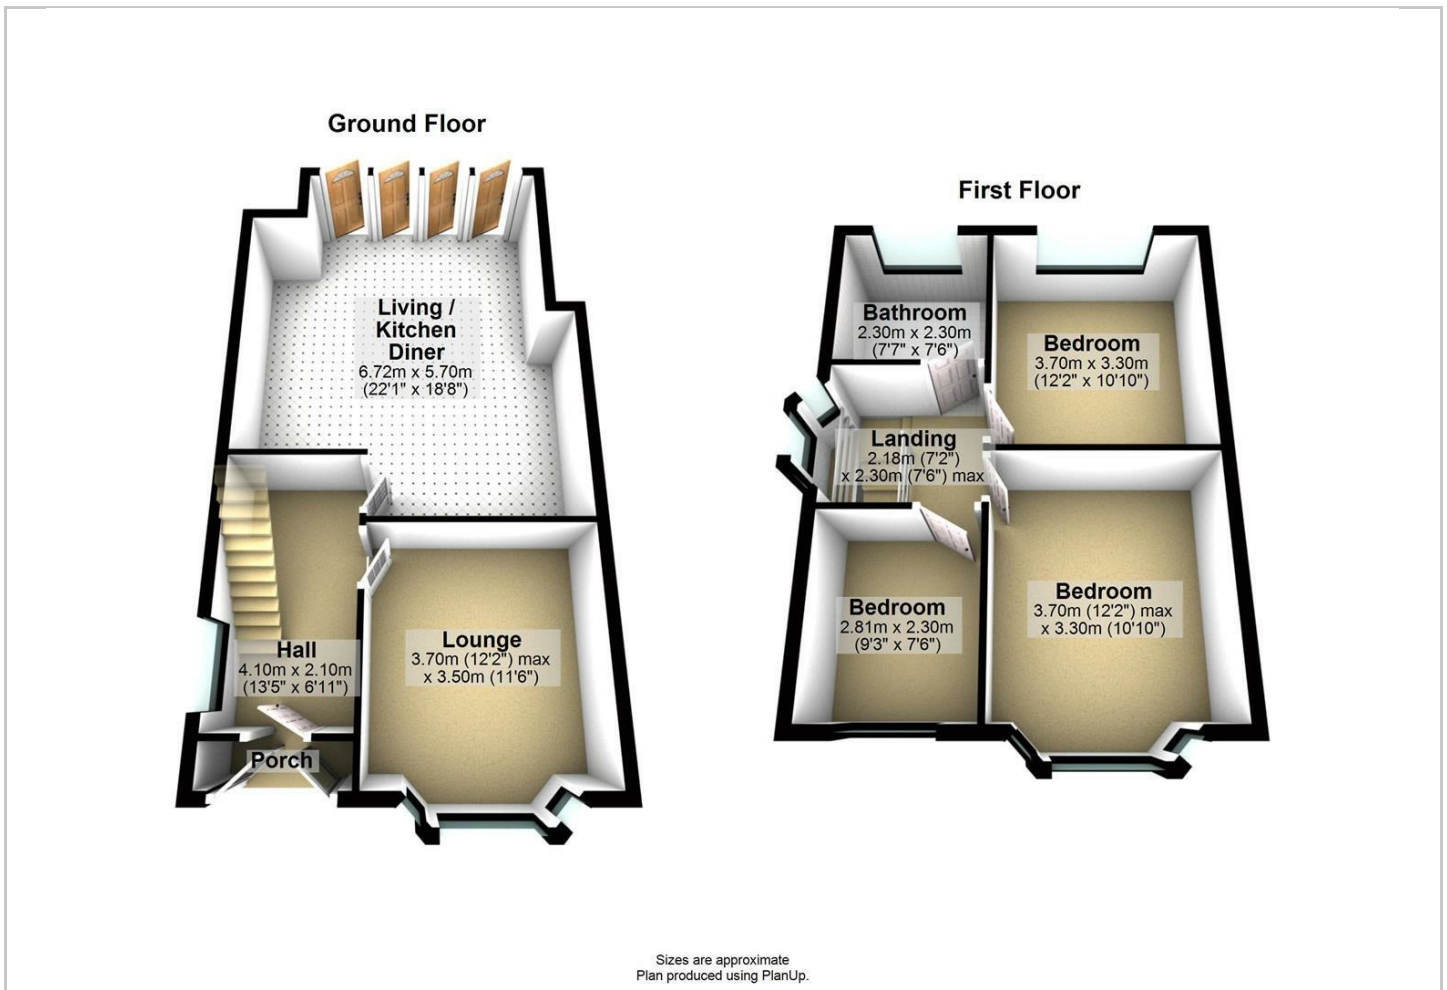 Ground Floor
Living /
Kitchen
Diner
6.72m x 5.70m
(22'1" x 18'8")
Hall
4.10m x 2.10m
(13'5" x 6'11")
Lounge
3.70m (12'2") max
x 3.50m (11'6")
Porch
First Floor
Bathroom
2.30m x 2.30m
(7'7" x 7'6")
Bedroom
3.70m x 3.30m
(12'2" x 10'10")
Landing
2.18m (7'2")
x 2.30m (7'6") max
Bedroom
2.81m x 2.30m
(9'3" x 7'6")
Bedroom
3.70m (12'2") max
x 3.30m (10'10")
Sizes are approximate
Plan produced using PlanUp.